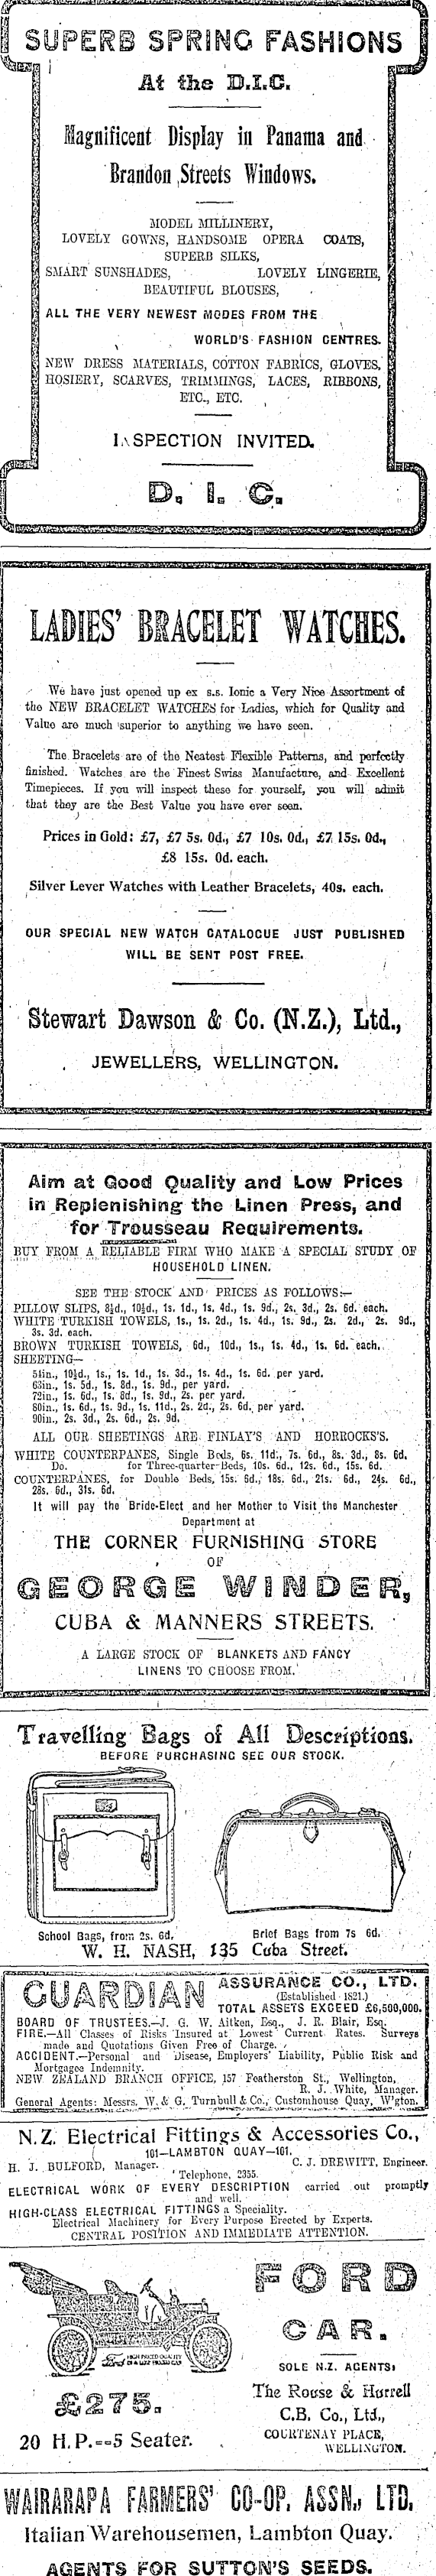 SUPERB SPRING FASHIONS
At the D.I.C.
Magnificent Display in Panama and
Brandon Streets Windows.
MODEL MILLINERY,
LOVELY GOWNS, HANDSOME OPERA COATS,
SUPERB SILKS,
SMART SUNSHADES, LOVELY LINGERIE,
BEAUTIFUL BLOUSES,
ALL THE VERY NEWEST MODES FROM THE
WORLD'S FASHION CENTRES.
NEW DRESS MATERIALS, COTTON FABRICS, GLOVES,
HOSIERY, SCARVES, TRIMMINGS, LACES, RIBBONS,
ETC., ETC.
INSPECTION INVITED.
D. I. C.
LADIES' BRACELET WATCHES.
We have just opened up ex s.s. Ionic a Very Nice Assortment of
the NEW BRACELET WATCHES for Ladies, which for Quality and
Value are much superior to anything we have seen.
The Bracelets are of the Neatest Flexible Patterns, and perfectly
finished. Watches are the Finest Swiss Manufacture, and Excellent
Timepieces. If you will inspect these for yourself, you will admit
that they are the Best Value you have ever seen.
Prices in Gold: £7, £7 5s. 0d., £7 10s. 0d., £7 15s. 0d.,
£8 15s. 0d. each.
Silver Lever Watches with Leather Bracelets, 40s. each.
OUR SPECIAL NEW WATCH CATALOGUE JUST PUBLISHED
WILL BE SENT POST FREE.
Stewart Dawson & Co. (N.Z.), Ltd.,
JEWELLERS, WELLINGTON.
Aim at Good Quality and Low Prices
in Replenishing the Linen Press, and
for Trousseau Requirements.
BUY FROM A RELIABLE FIRM WHO MAKE A SPECIAL STUDY OF
HOUSEHOLD LINEN.
SEE THE STOCK AND PRICES AS FOLLOWS:—
PILLOW SLIPS, 8½d., 10½d., 1s. 1d., 1s. 4d., 1s. 9d., 2s. 3d., 2s. 6d. each.
WHITE TURKISH TOWELS, 1s., 1s. 2d., 1s. 4d., 1s. 9d., 2s. 2d., 2s. 9d.,
3s. 3d. each.
BROWN TURKISH TOWELS, 6d., 10d., 1s., 1s. 4d., 1s. 6d. each.
SHEETING—
54in., 10½d., 1s., 1s. 1d., 1s. 3d., 1s. 4d., 1s. 6d. per yard.
63in., 1s. 5d., 1s. 8d., 1s. 9d., per yard.
72in., 1s. 6d., 1s. 8d., 1s. 9d., 2s. per yard.
80in., 1s. 6d., 1s. 9d., 1s. 11d., 2s. 2d., 2s. 6d. per yard.
90in., 2s. 3d., 2s. 6d., 2s. 9d.
ALL OUR SHEETINGS ARE FINLAY'S AND HORROCKS'S.
WHITE COUNTERPANES, Single Beds, 6s. 11d., 7s. 6d., 8s. 3d., 8s. 6d.
Do. for Three-quarter-Beds, 10s. 6d., 12s. 6d., 15s. 6d.
COUNTERPANES, for Double Beds, 15s. 9d., 18s. 6d., 21s. 6d., 24s. 6d.,
28s. 6d., 31s. 6d.
It will pay the Bride-Elect and her Mother to Visit the Manchester
Department at
THE CORNER FURNISHING STORE
OF
GEORGE WINDER,
CUBA & MANNERS STREETS.
A LARGE STOCK OF BLANKETS AND FANCY
LINENS TO CHOOSE FROM.
Travelling Bags of All Descriptions.
BEFORE PURCHASING SEE OUR STOCK.
School Bags, from 2s. 6d. Brief Bags from 7s 6d.
W. H. NASH, 135 Cuba Street.
GUARDIAN ASSURANCE CO., LTD.
(Established 1821.)
TOTAL ASSETS EXCEED £6,500,000.
BOARD OF TRUSTEES.—J. G. W. Aitken, Esq., J. R. Blair, Esq.
FIRE.—All Classes of Risks Insured at Lowest Current Rates. Surveys
made and Quotations Given Free of Charge.
ACCIDENT.—Personal and Disease, Employers' Liability, Public Risk and
Mortgagee Indemnity.
NEW ZEALAND BRANCH OFFICE, 157 Featherston St., Wellington,
R. J. White, Manager.
General Agents: Messrs. W. & G. Turnbull & Co., Customhouse Quay, W'gton.
N.Z. Electrical Fittings & Accessories Co.,
101—LAMBTON QUAY—101.
H. J. BULFORD, Manager. C. J. DREWITT, Engineer.
Telephone, 2355.
ELECTRICAL WORK OF EVERY DESCRIPTION carried out promptly
and well.
HIGH-CLASS ELECTRICAL FITTINGS a Speciality.
Electrical Machinery for Every Purpose Erected by Experts.
CENTRAL POSITION AND IMMEDIATE ATTENTION.
FORD
CAR.
SOLE N.Z. AGENTS:
The Rouse & Hurrell
C.B. Co., Ltd.,
COURTENAY PLACE,
WELLINGTON.
HIGH PRICED QUALITY
IN A LOW PRICED CAR
£275.
20 H.P.--5 Seater.
WAIRARAPA FARMERS' CO-OP. ASSN., LTD.
Italian Warehousemen, Lambton Quay.
AGENTS FOR SUTTON'S SEEDS.